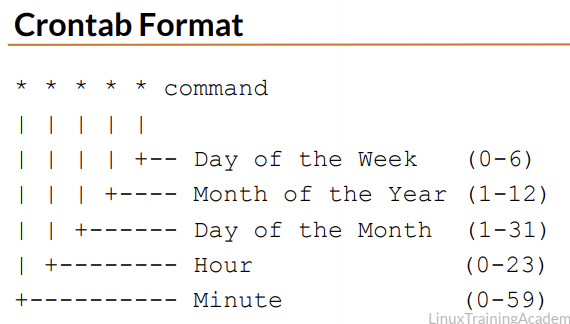 Crontab Format
* * * * * command
| | | | |
| | | | +-- Day of the Week (0-6)
| | | +---- Month of the Year (1-12)
| | +------ Day of the Month (1-31)
| +-------- Hour (0-23)
+---------- Minute (0-59)
LinuxTrainingAcadem